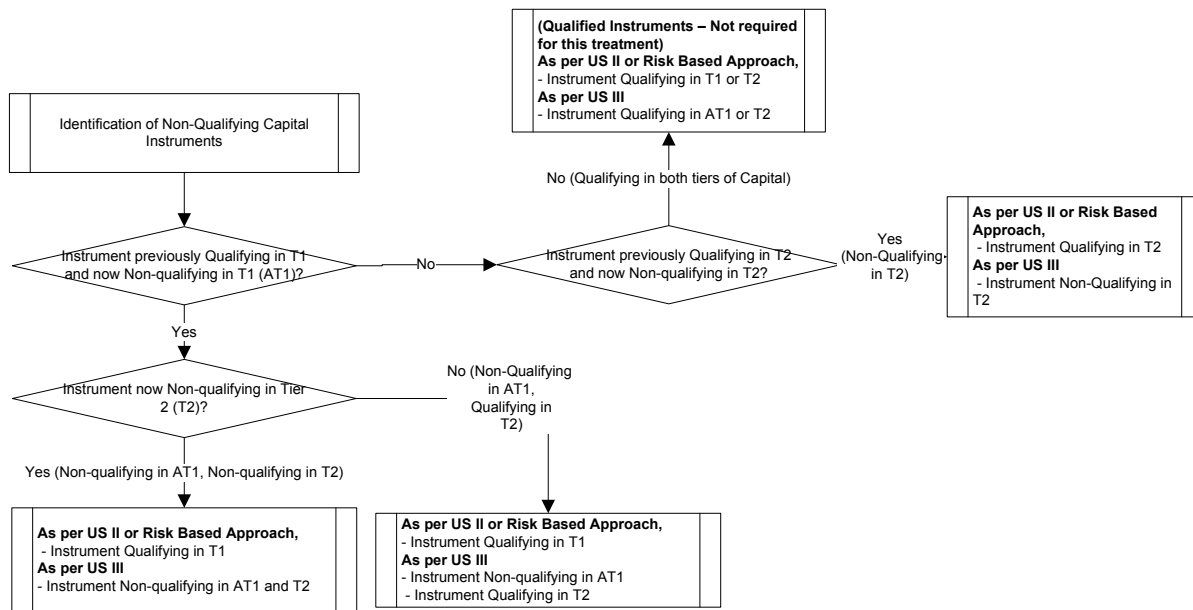 (Qualified Instruments – Not required
for this treatment)
As per US II or Risk Based Approach,
- Instrument Qualifying in T1 or T2
As per US III
- Instrument Qualifying in AT1 or T2
Identification of Non-Qualifying Capital
Instruments
No (Qualifying in both tiers of Capital)
Instrument previously Qualifying in T1
and now Non-qualifying in T1 (AT1)?
No
Instrument previously Qualifying in T2
and now Non-qualifying in T2?
Yes
(Non-Qualifying
in T2)
As per US II or Risk Based
Approach,
- Instrument Qualifying in T2
As per US III
- Instrument Non-Qualifying in
T2
Yes
Instrument now Non-qualifying in Tier
2 (T2)?
No (Non-Qualifying
in AT1,
Qualifying in
T2)
Yes (Non-qualifying in AT1, Non-qualifying in T2)
As per US II or Risk Based Approach,
- Instrument Qualifying in T1
As per US III
- Instrument Non-qualifying in AT1 and T2
As per US II or Risk Based Approach,
- Instrument Qualifying in T1
As per US III
- Instrument Non-qualifying in AT1
- Instrument Qualifying in T2